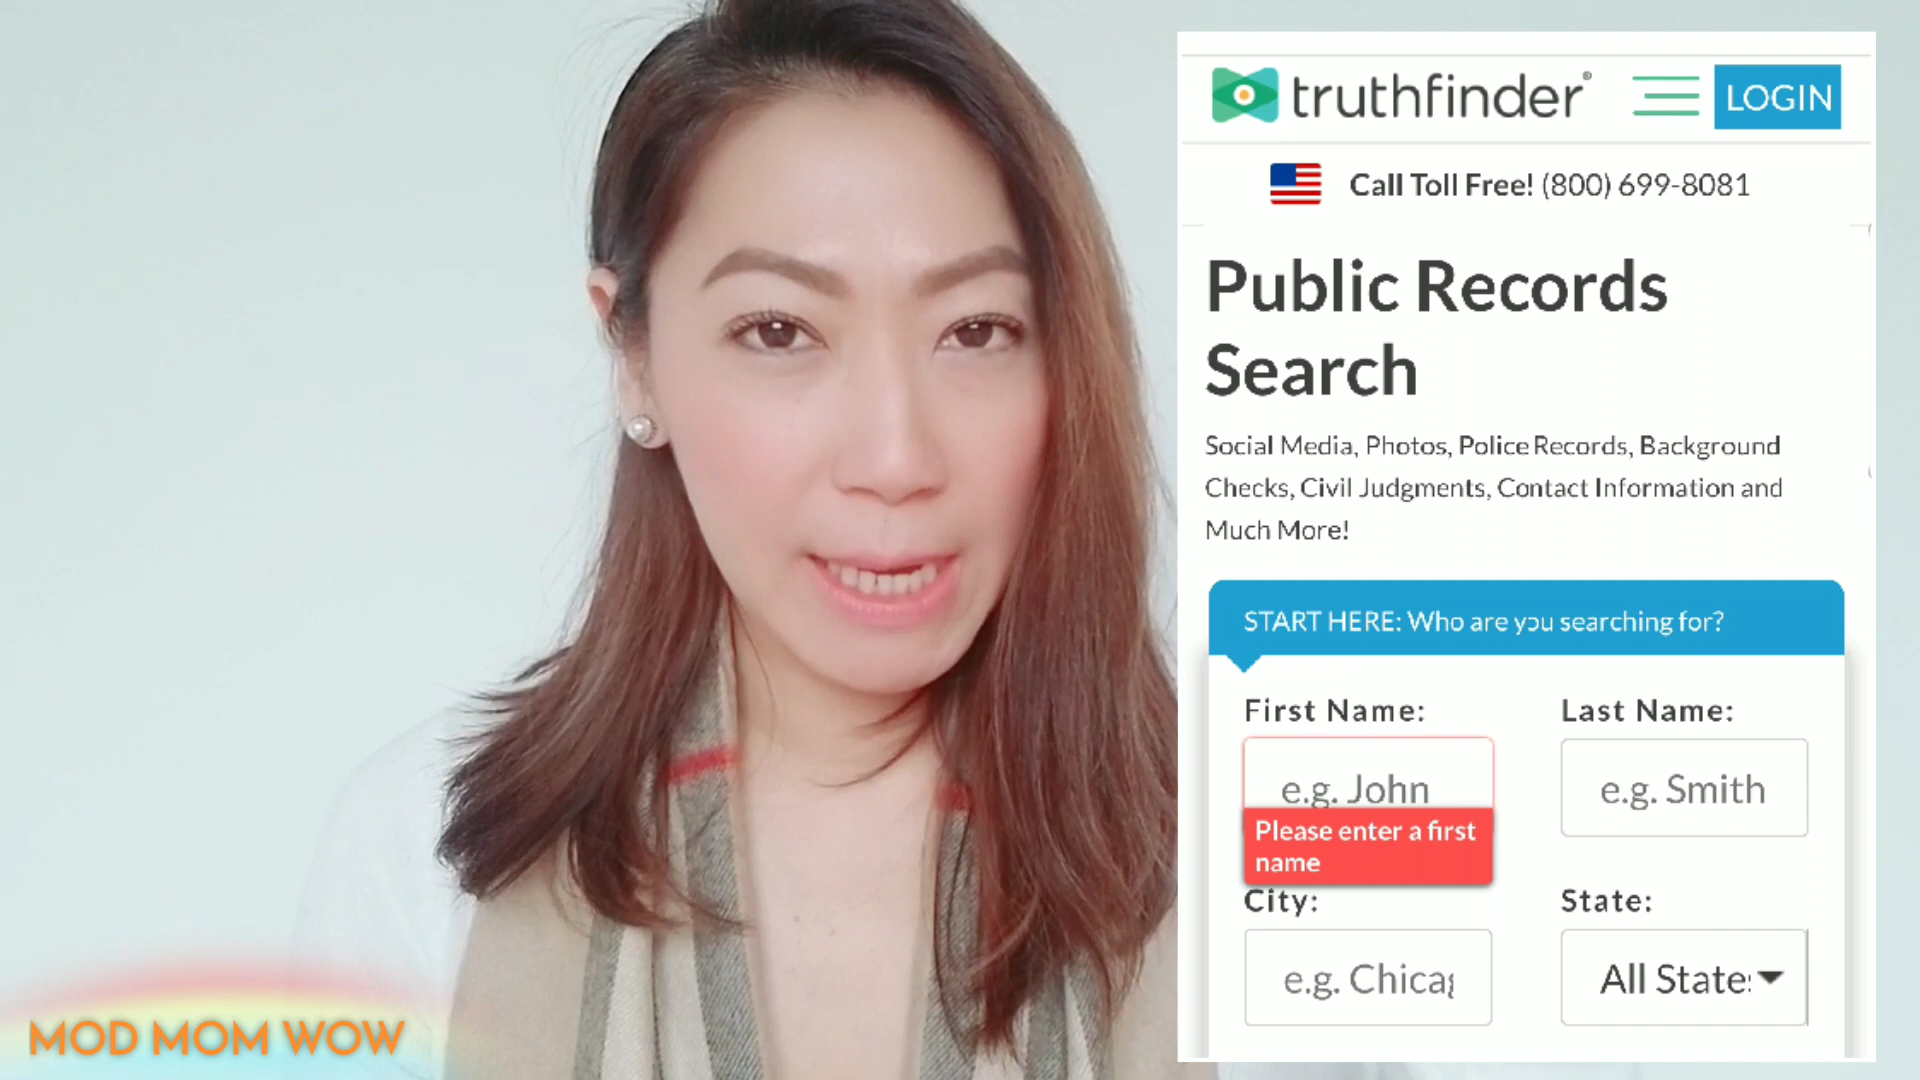 truthfinder®
LOGIN
Call Toll Free! (800) 699-8081
Public Records
Search
Social Media, Photos, Police Records, Background
Checks, Civil Judgments, Contact Information and
Much More!
START HERE: Who are you searching for?
First Name:
Last Name:
e.g. John
e.g. Smith
Please enter a first
name
City:
State:
e.g. Chicag
All States
MOD MOM WOW